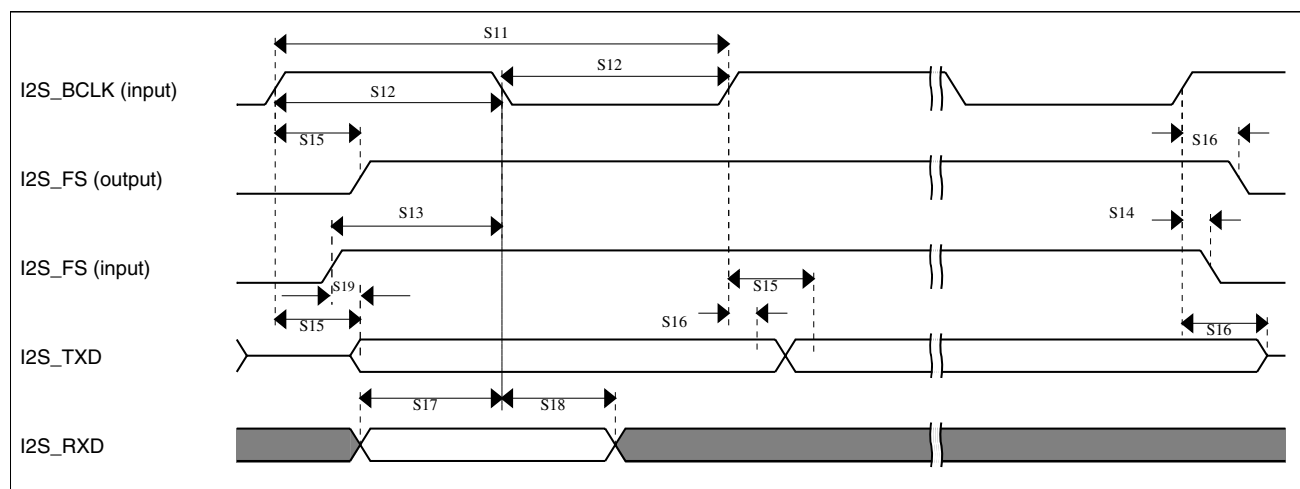 S11
I2S_BCLK (input)
S12
S12
S15
S16
I2S_FS (output)
S13
S14
I2S_FS (input)
S19
S15
S15
S16
S16
I2S_TXD
S17
S18
I2S_RXD